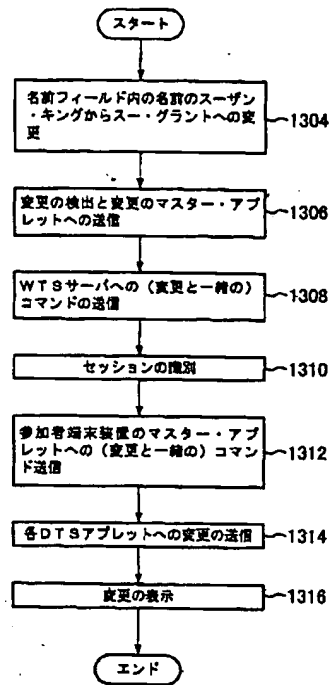 スタート
名前フィールド内の名前のスーザン
・キングからスー・グラントへの変
更
1304
変更の検出と変更のマスター・アプ
レットへの送信
1306
WTSサーバへの(変更と一緒の)
コマンドの送信
1308
セッションの識別
1310
参加者端末装置のマスター・アプ
レットへの(変更と一緒の)コマン
ド送信
1312
各DTSアプレットへの変更の送信
1314
変更の表示
1316
エンド